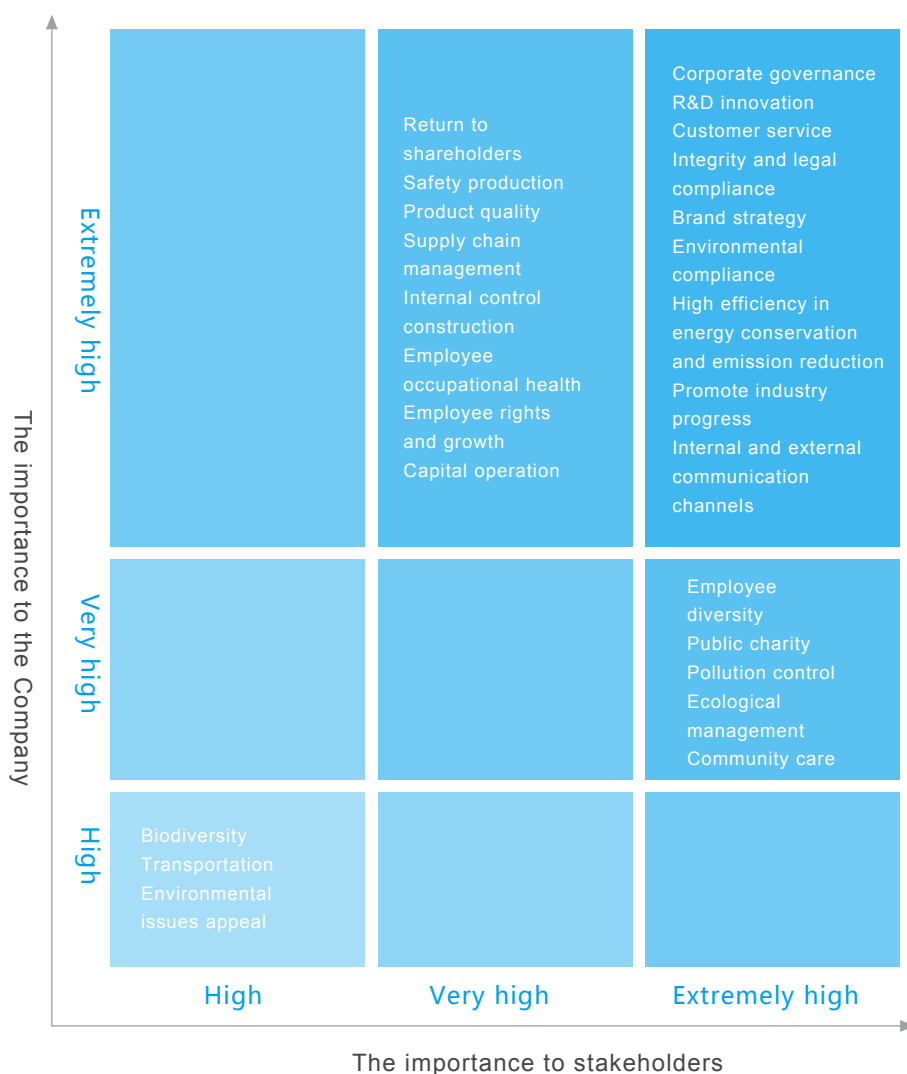 The importance to the Company
Extremely high
Return to
shareholders
Safety production
Product quality
Supply chain
management
Internal control
construction
Employee
occupational health
Employee rights
and growth
Capital operation
Corporate governance
R&D innovation
Customer service
Integrity and legal
compliance
Brand strategy
Environmental
compliance
High efficiency in
energy conservation
and emission reduction
Promote industry
progress
Internal and external
communication
channels
Very high
Employee
diversity
Public charity
Pollution control
Ecological
management
Community care
High
Biodiversity
Transportation
Environmental
issues appeal
High
Very high
Extremely high
The importance to stakeholders